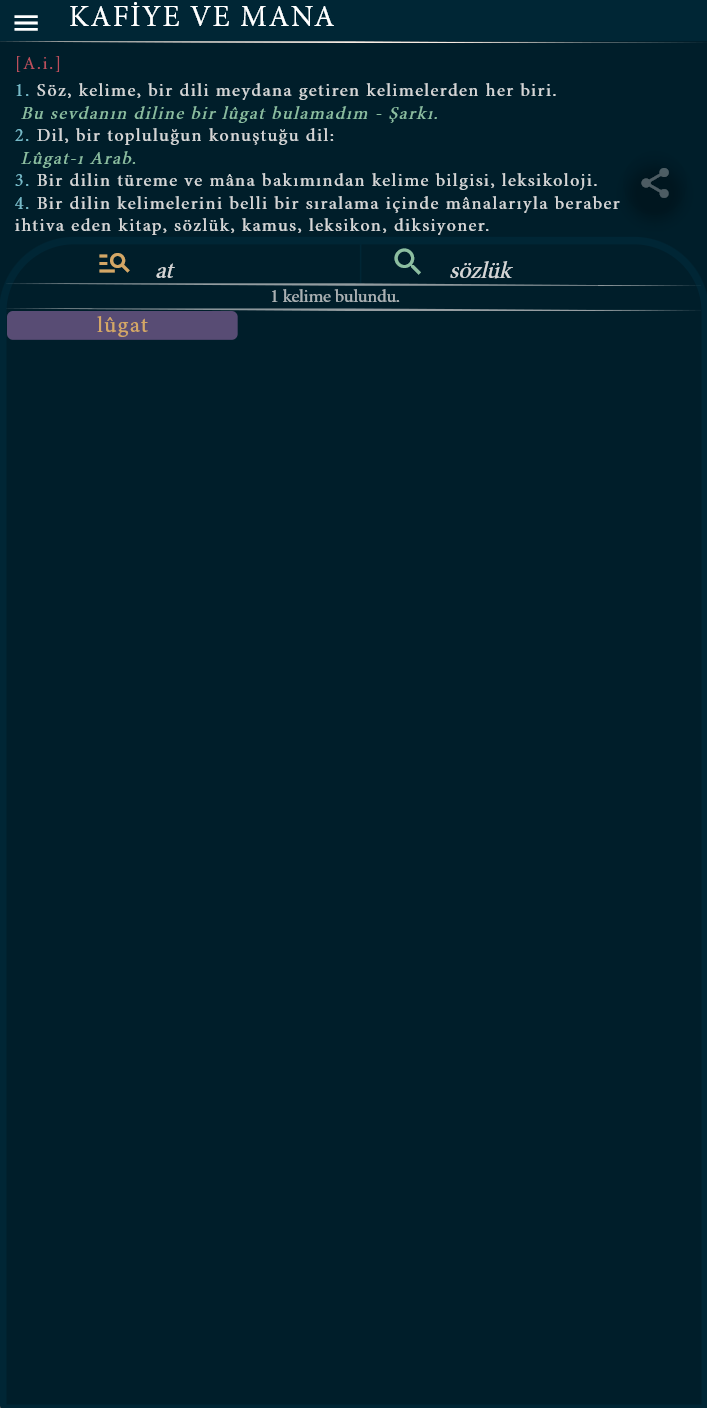 KAFİYE VE MANA
[A.i.]
1. Söz, kelime, bir dili meydana getiren kelimelerden her biri.
Bu sevdanın diline bir lûgat bulamadım - Şarkı.
2. Dil, bir topluluğun konuştuğu dil:
Lûgat-ı Arab.
3. Bir dilin türeme ve mâna bakımından kelime bilgisi, leksikoloji.
4. Bir dilin kelimelerini belli bir sıralama içinde mânalarıyla beraber
ihtiva eden kitap, sözlük, kamus, leksikon, diksiyoner.
at sözlük
1 kelime bulundu.
lûgat